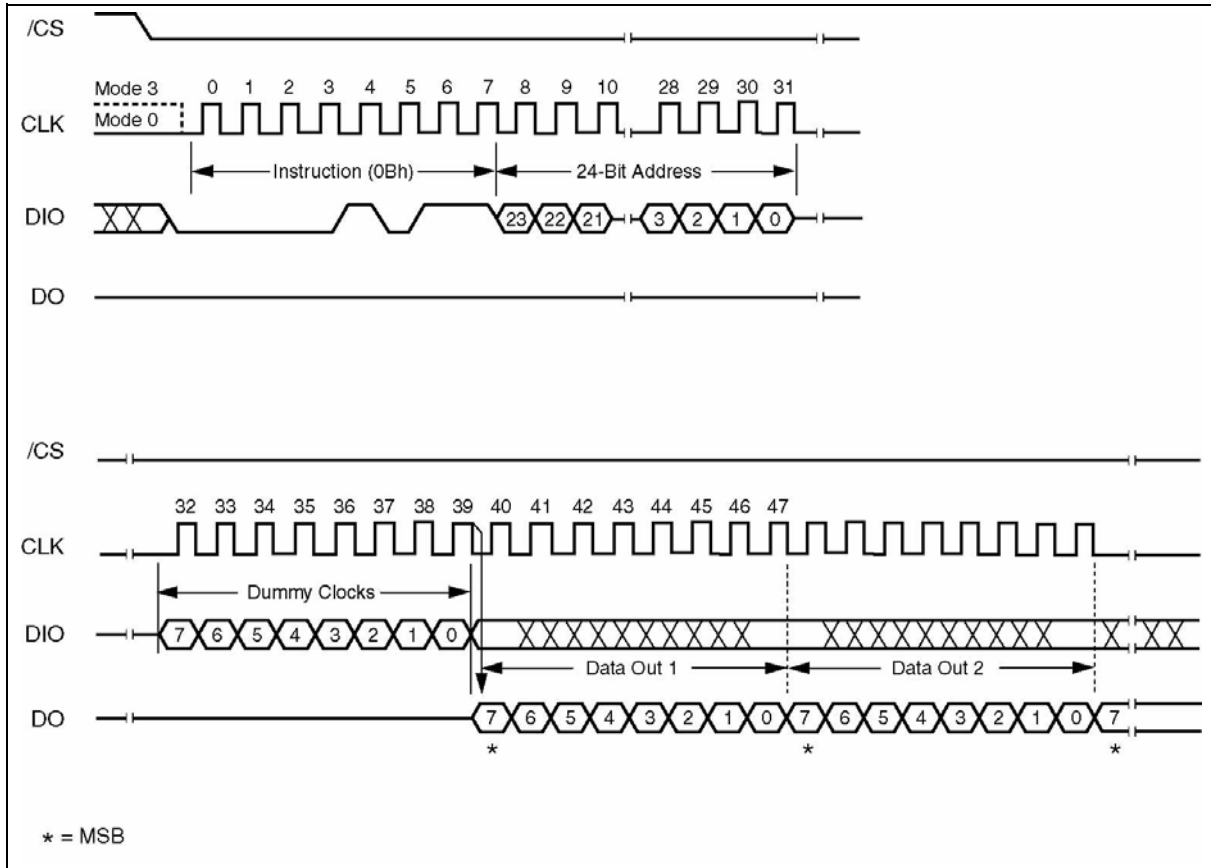 /CS
Mode 3
0 1 2 3 4 5 6 7 8 9 10 28 29 30 31
CLK
Mode 0
Instruction (0Bh)
24-Bit Address
DIO
23 22 21 3 2 1 0
DO
/CS
32 33 34 35 36 37 38 39 40 41 42 43 44 45 46 47
CLK
Dummy Clocks
DIO
7 6 5 4 3 2 1 0
Data Out 1
Data Out 2
DO
7 6 5 4 3 2 1 0 7 6 5 4 3 2 1 0 7
* * *
* = MSB